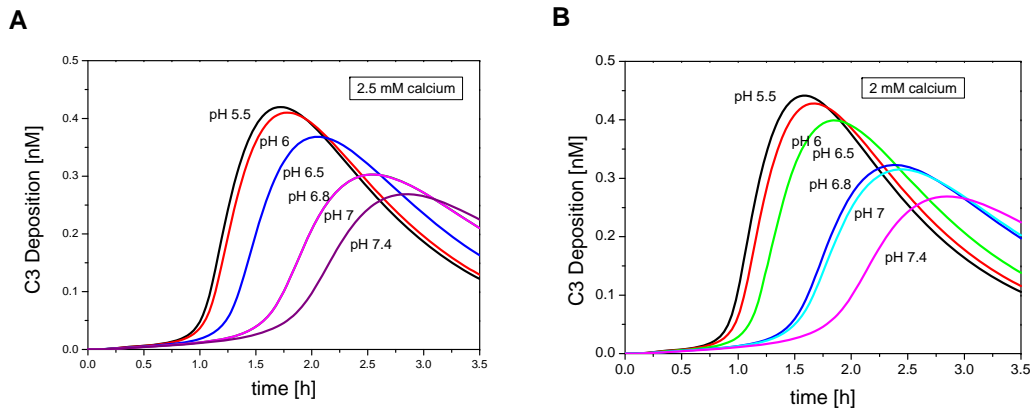 A
C3 Deposition [nM]
0.5
0.4
0.3
0.2
0.1
0.0
2.5 mM calcium
pH 5.5
pH 6
pH 6.5
pH 6.8
pH 7
pH 7.4
0.0 0.5 1.0 1.5 2.0 2.5 3.0 3.5
time [h]
B
C3 Deposition [nM]
0.5
0.4
0.3
0.2
0.1
0.0
2 mM calcium
pH 5.5
pH 6
pH 6.5
pH 6.8
pH 7
pH 7.4
0.0 0.5 1.0 1.5 2.0 2.5 3.0 3.5
time [h]